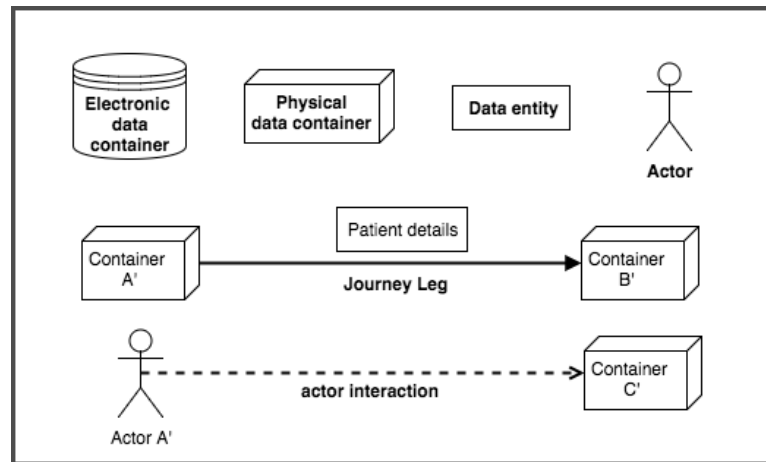 Electronic
data
container
Physical
data container
Data entity
Actor
Patient details
Container
A'
Journey Leg
Container
B'
Actor A'
actor interaction
Container
C'